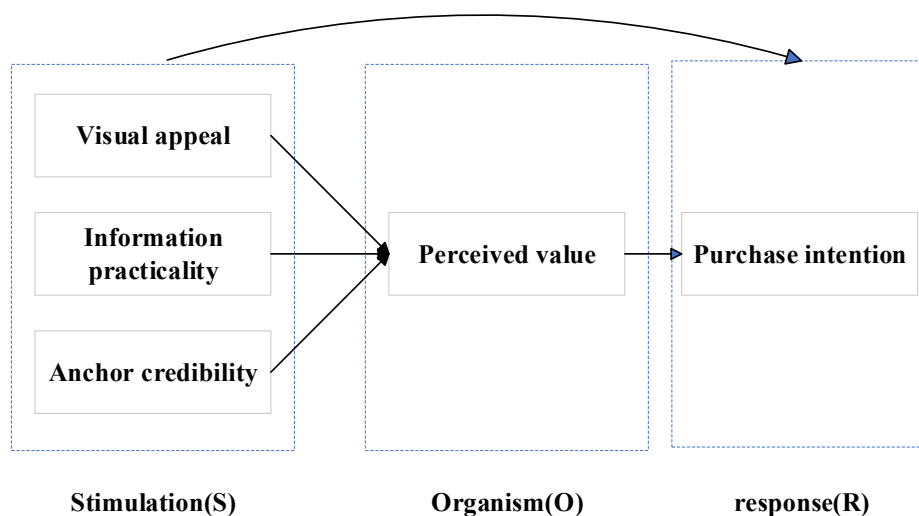 Visual appeal
Information
practicality
Anchor credibility
Perceived value
Purchase intention
Stimulation(S)
Organism(O)
response(R)